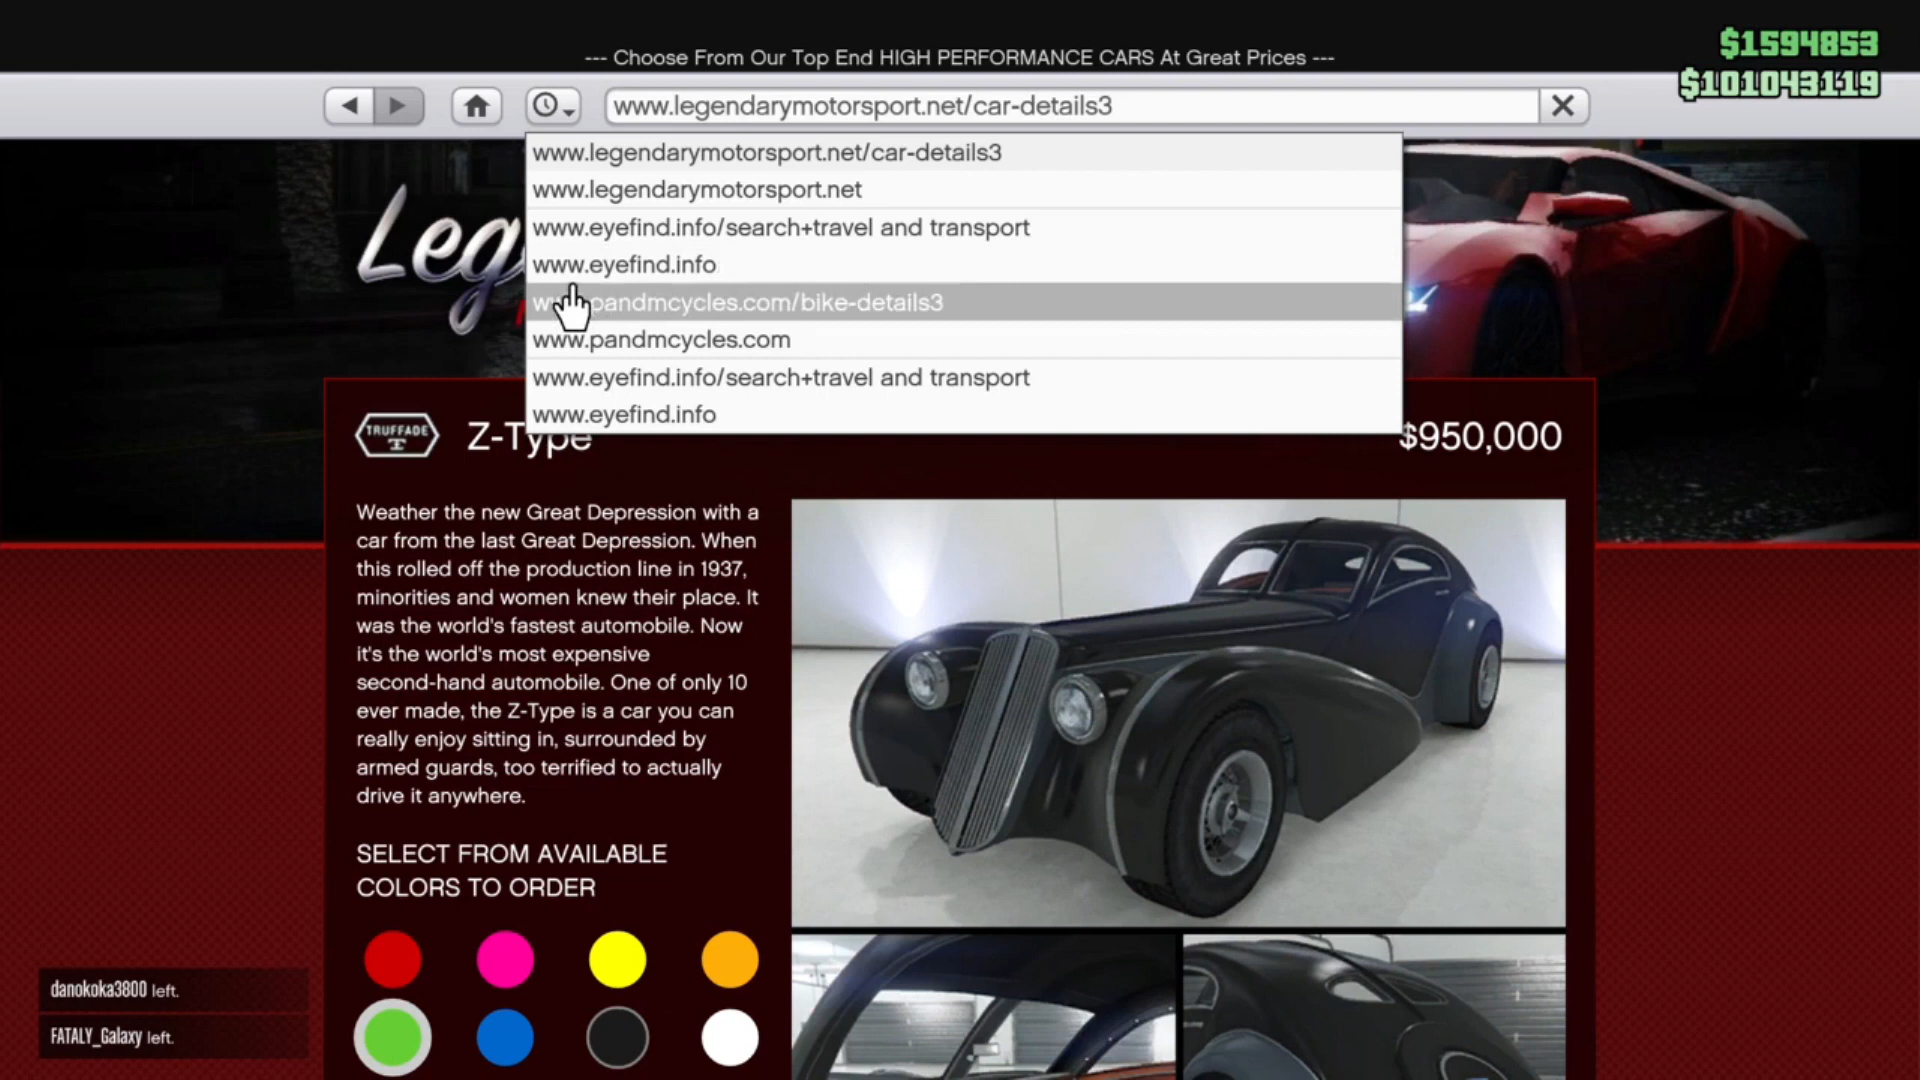 --- Choose From Our Top End HIGH PERFORMANCE CARS At Great Prices ---
$1594853
$101043119
www.legendarymotorsport.net/car-details3
www.legendarymotorsport.net/car-details3
www.legendarymotorsport.net
www.eyefind.info/search+travel and transport
www.eyefind.info
www.pandmcycles.com/bike-details3
www.pandmcycles.com
www.eyefind.info/search+travel and transport
www.eyefind.info
Leg
TRUFFADE
T
Z-Type
$950,000
Weather the new Great Depression with a
car from the last Great Depression. When
this rolled off the production line in 1937,
minorities and women knew their place. It
was the world's fastest automobile. Now
it's the world's most expensive
second-hand automobile. One of only 10
ever made, the Z-Type is a car you can
really enjoy sitting in, surrounded by
armed guards, too terrified to actually
drive it anywhere.
SELECT FROM AVAILABLE
COLORS TO ORDER
danokoka3800 left.
FATALY_Galaxy left.